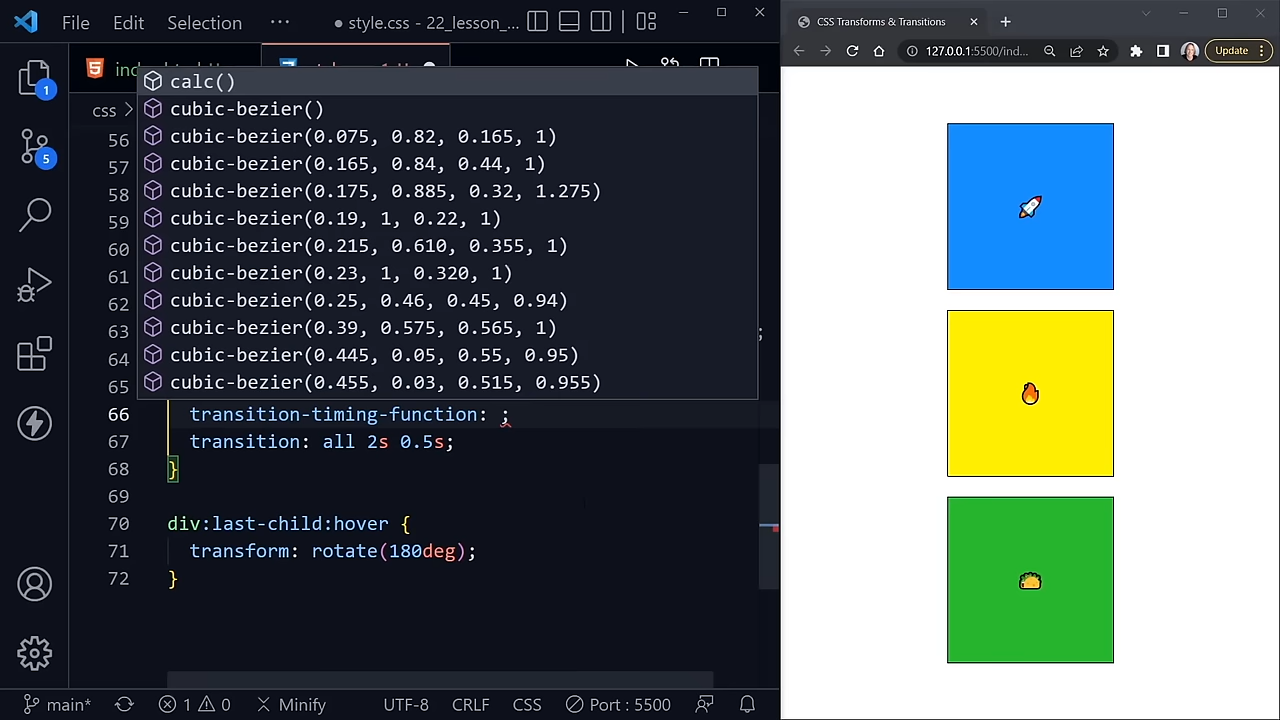 File Edit Selection ··· ● style.css - 22_lesson_...
css >
calc()
cubic-bezier()
cubic-bezier(0.075, 0.82, 0.165, 1)
cubic-bezier(0.165, 0.84, 0.44, 1)
cubic-bezier(0.175, 0.885, 0.32, 1.275)
cubic-bezier(0.19, 1, 0.22, 1)
cubic-bezier(0.215, 0.610, 0.355, 1)
cubic-bezier(0.23, 1, 0.320, 1)
cubic-bezier(0.25, 0.46, 0.45, 0.94)
cubic-bezier(0.39, 0.575, 0.565, 1)
cubic-bezier(0.445, 0.05, 0.55, 0.95)
cubic-bezier(0.455, 0.03, 0.515, 0.955)
56
57
58
59
60
61
62
63 ;
64
65
66 transition-timing-function: ;
67 transition: all 2s 0.5s;
68 }
69
70 div:last-child:hover {
71 transform: rotate(180deg);
72 }
1
5
main* 1 0 Minify UTF-8 CRLF CSS Port : 5500
CSS Transforms & Transitions
127.0.0.1:5500/ind... Update